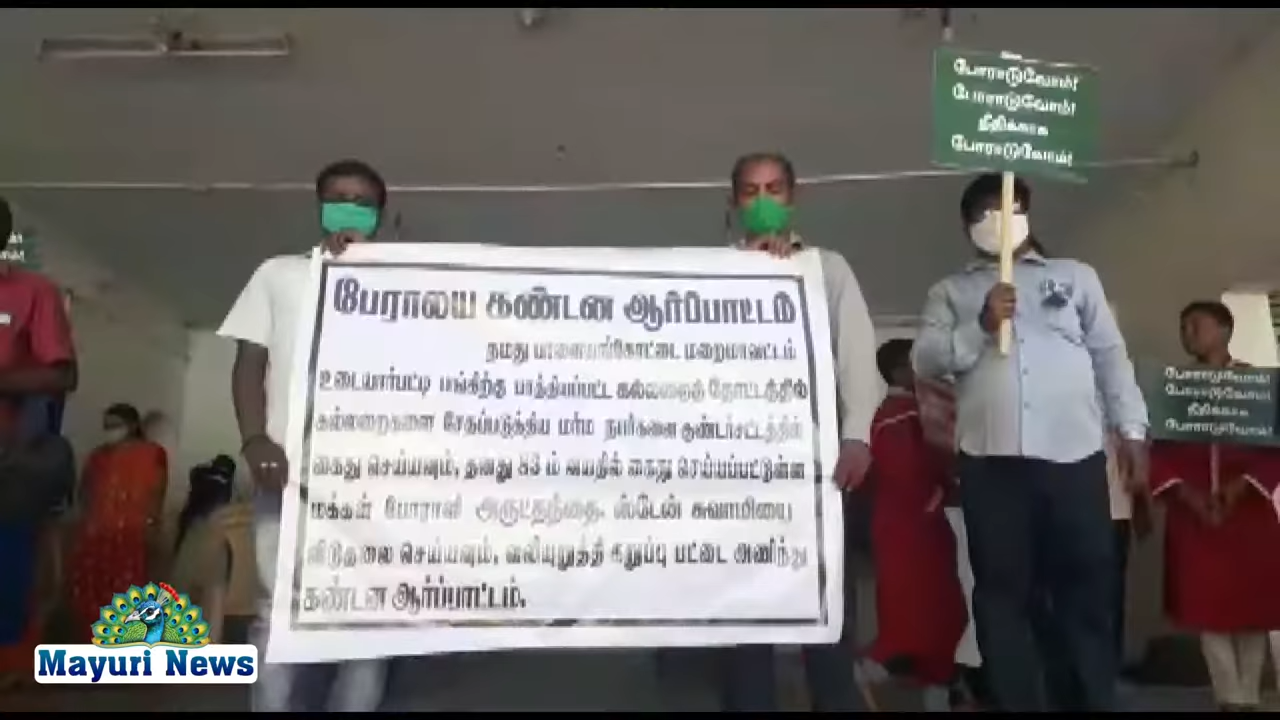 பேராலய கண்டன ஆர்ப்பாட்டம்
நமது பாளையங்கோட்டை மறைமாவட்டம்
உடையார்பட்டி பங்கிற்கு பாத்தியப்பட்ட கல்லறைத் தோட்டத்தில்
கல்லறைகளை சேதப்படுத்திய மர்ம நபர்களை குண்டர்சட்டத்தில்
கைது செய்யவும், தனது 83 ம் வயதில் கைது செய்யப்பட்டுள்ள
மக்கள் போராளி அருட்தந்தை. ஸ்டேன் சுவாமியை
விடுதலை செய்யவும், வலியுறுத்தி கறுப்பு பட்டை அணிந்து
கண்டன ஆர்ப்பாட்டம்.
போராடுவோம்!
போராடுவோம்!
நீதிக்காக
போராடுவோம்!
போராடுவோம்!
போராடுவோம்!
நீதிக்காக
போராடுவோம்!
Mayuri News